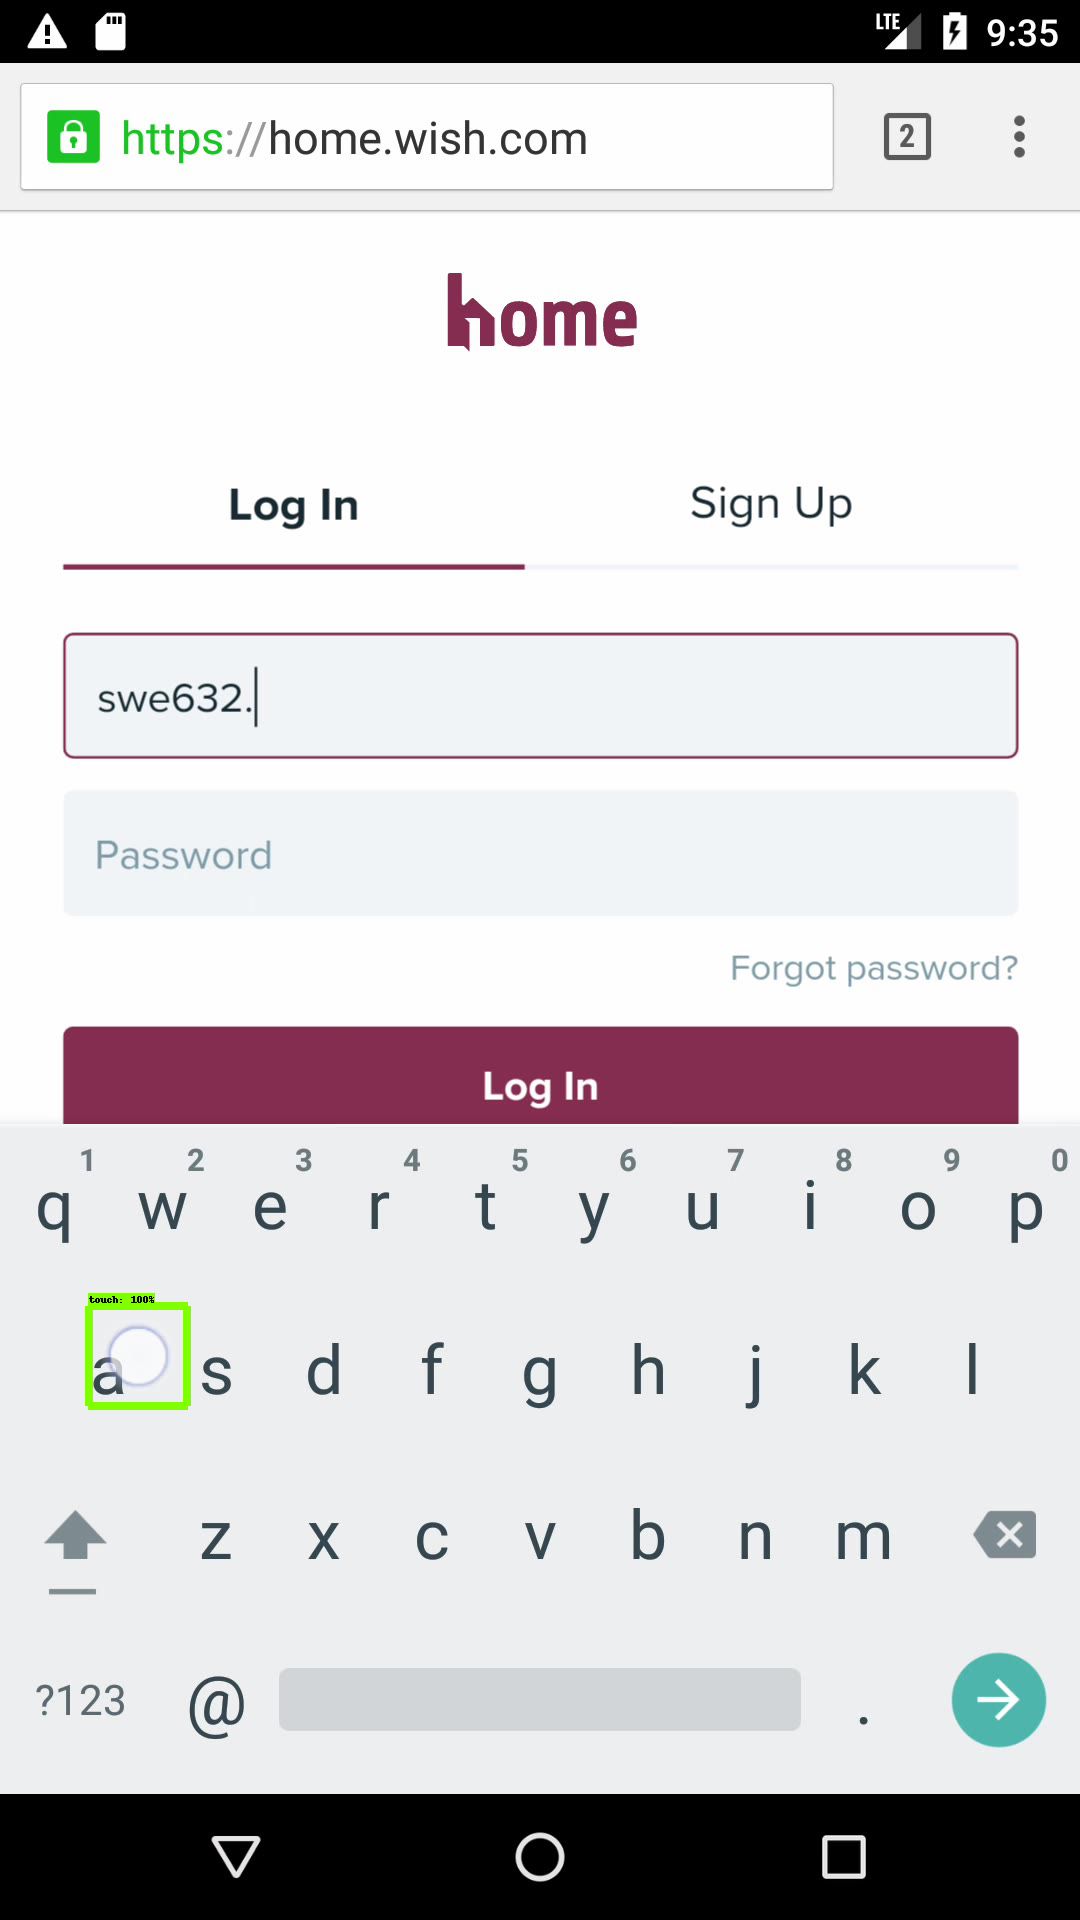 LTE 9:35
https://home.wish.com 2
home
Log In Sign Up
swe632.
Password
Forgot password?
Log In
1 2 3 4 5 6 7 8 9 0
q w e r t y u i o p
touch: 100%
a s d f g h j k l
z x c v b n m
?123 @ .